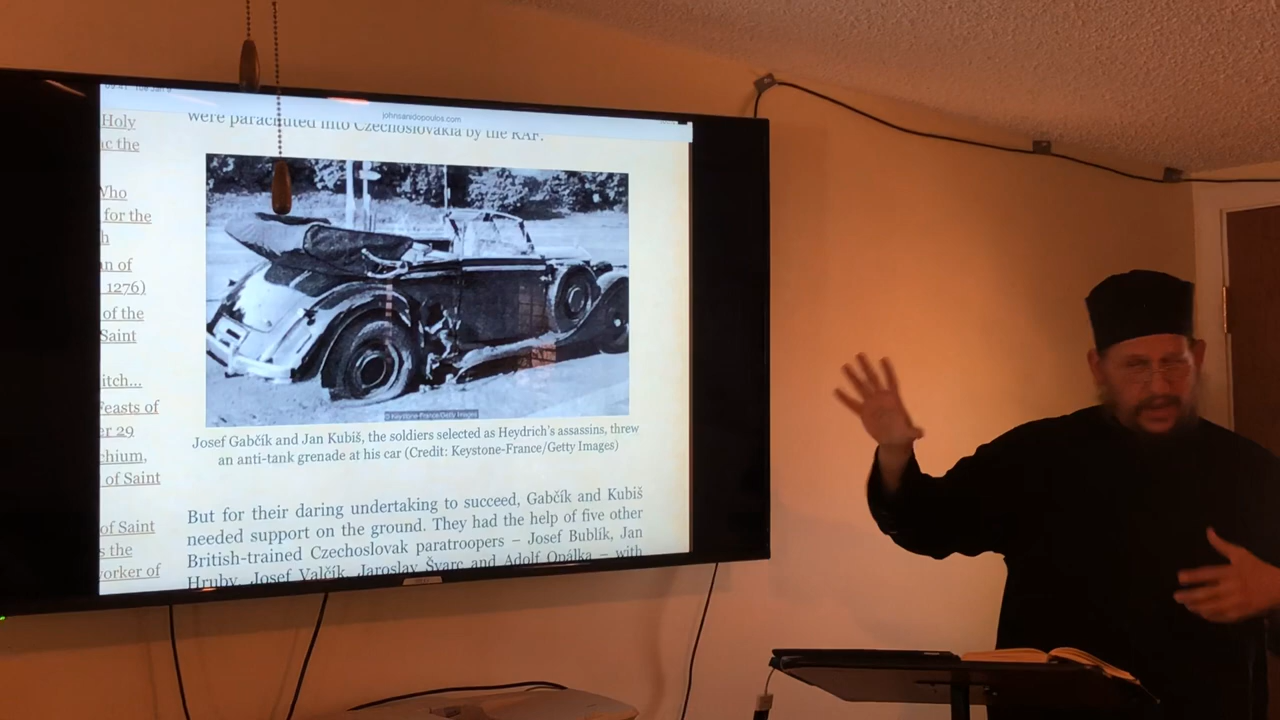 johnsanidopoulos.com
were parachuted into Czechoslovakia by the RAF.
Holy
ac the
Who
for the
h
an of
1276)
of the
Saint
itch...
Feasts of
er 29
chium,
of Saint
of Saint
s the
worker of
© Keystone-France/Getty Images
Josef Gabčík and Jan Kubiš, the soldiers selected as Heydrich's assassins, threw
an anti-tank grenade at his car (Credit: Keystone-France/Getty Images)
But for their daring undertaking to succeed, Gabčík and Kubiš
needed support on the ground. They had the help of five other
British-trained Czechoslovak paratroopers – Josef Bublík, Jan
Hruby, Josef Valčík, Jaroslav Švarc and Adolf Opálka – with